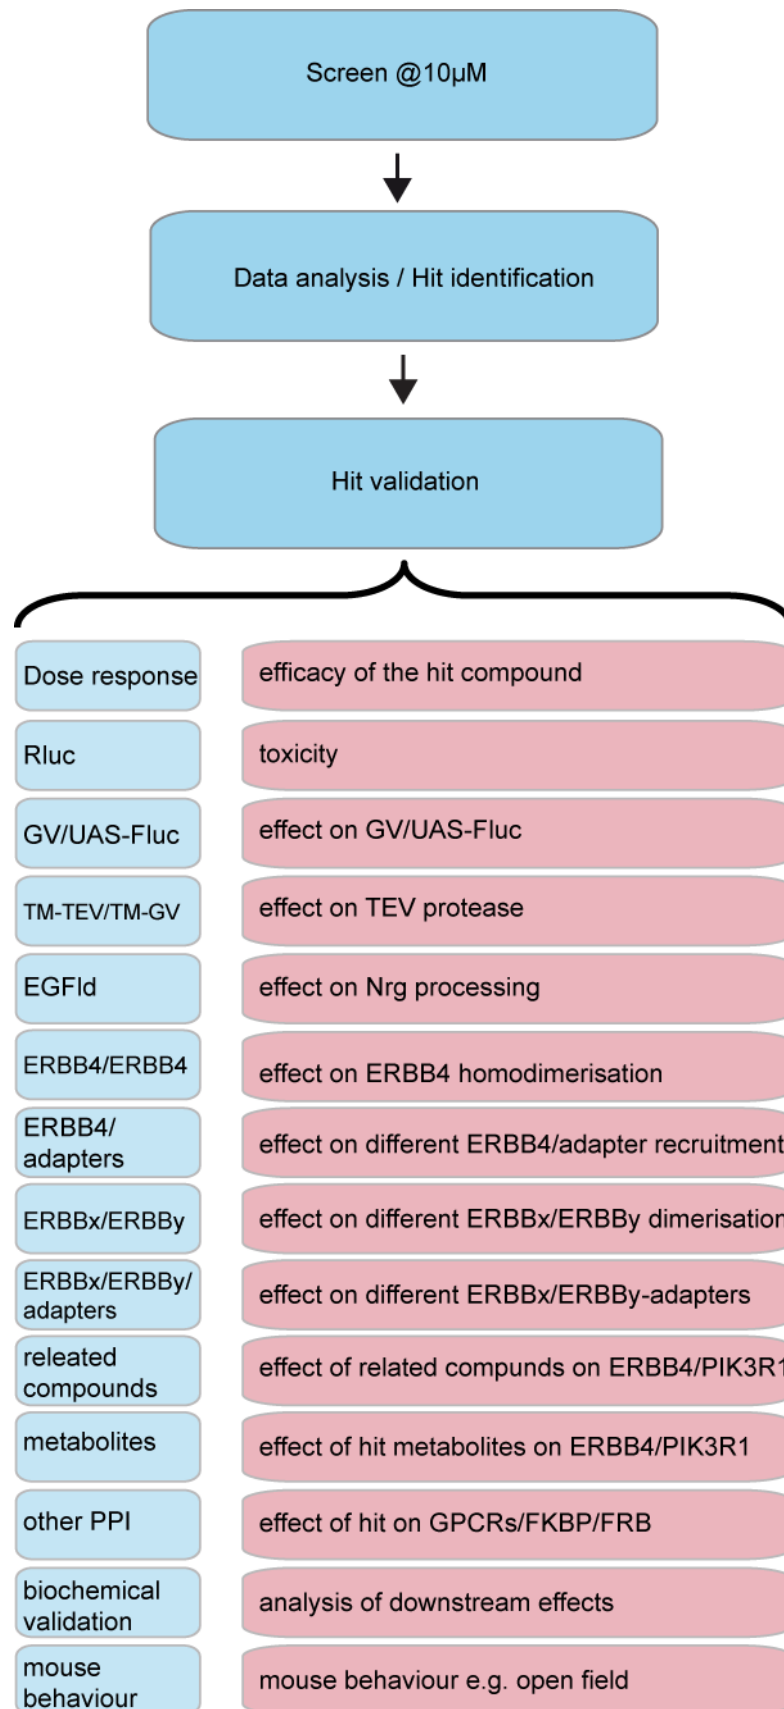 Screen @10µM
Data analysis / Hit identification
Hit validation
Dose response
efficacy of the hit compound
Rluc
toxicity
GV/UAS-Fluc
effect on GV/UAS-Fluc
TM-TEV/TM-GV
effect on TEV protease
EGFld
effect on Nrg processing
ERBB4/ERBB4
effect on ERBB4 homodimerisation
ERBB4/
adapters
effect on different ERBB4/adapter recruitment
ERBBx/ERBBy
effect on different ERBBx/ERBBy dimerisation
ERBBx/ERBBy/
adapters
effect on different ERBBx/ERBBy-adapters
releated
compounds
effect of related compunds on ERBB4/PIK3R1
metabolites
effect of hit metabolites on ERBB4/PIK3R1
other PPI
effect of hit on GPCRs/FKBP/FRB
biochemical
validation
analysis of downstream effects
mouse
behaviour
mouse behaviour e.g. open field